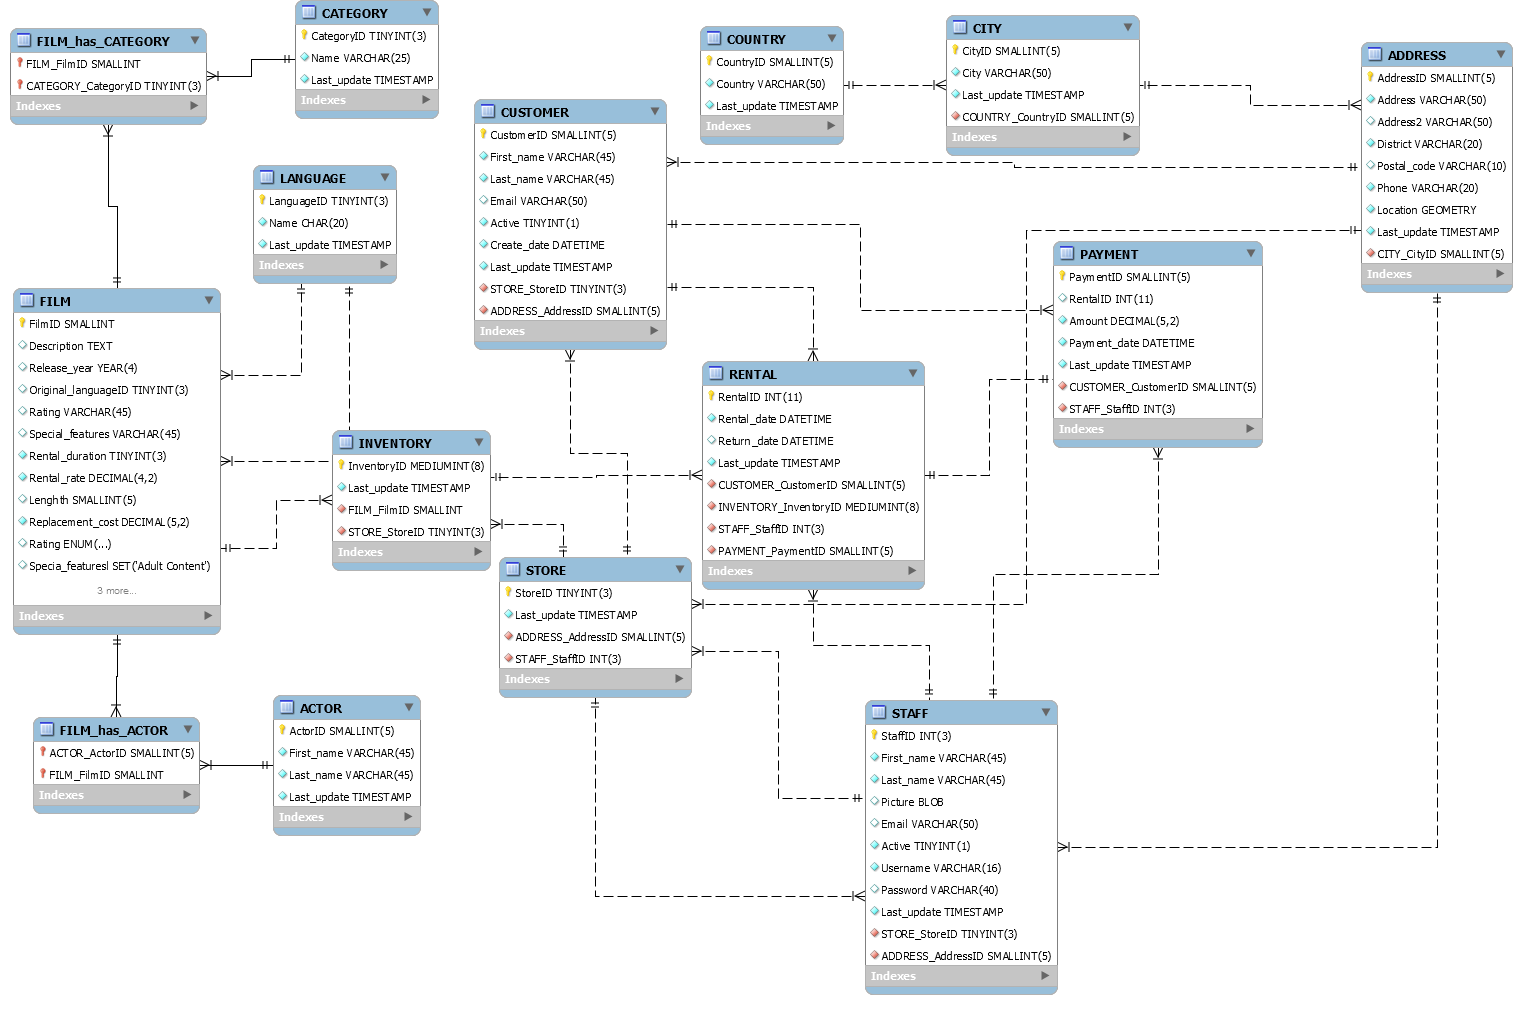 FILM_has_CATEGORY
FILM_FilmID SMALLINT
CATEGORY_CategoryID TINYINT(3)
Indexes
CATEGORY
CategoryID TINYINT(3)
Name VARCHAR(25)
Last_update TIMESTAMP
Indexes
COUNTRY
CountryID SMALLINT(5)
Country VARCHAR(50)
Last_update TIMESTAMP
Indexes
CITY
CityID SMALLINT(5)
City VARCHAR(50)
Last_update TIMESTAMP
COUNTRY_CountryID SMALLINT(5)
Indexes
ADDRESS
AddressID SMALLINT(5)
Address VARCHAR(50)
Address2 VARCHAR(50)
District VARCHAR(20)
Postal_code VARCHAR(10)
Phone VARCHAR(20)
Location GEOMETRY
Last_update TIMESTAMP
CITY_CityID SMALLINT(5)
Indexes
CUSTOMER
CustomerID SMALLINT(5)
First_name VARCHAR(45)
Last_name VARCHAR(45)
Email VARCHAR(50)
Active TINYINT(1)
Create_date DATETIME
Last_update TIMESTAMP
STORE_StoreID TINYINT(3)
ADDRESS_AddressID SMALLINT(5)
Indexes
LANGUAGE
LanguageID TINYINT(3)
Name CHAR(20)
Last_update TIMESTAMP
Indexes
PAYMENT
PaymentID SMALLINT(5)
RentalID INT(11)
Amount DECIMAL(5,2)
Payment_date DATETIME
Last_update TIMESTAMP
CUSTOMER_CustomerID SMALLINT(5)
STAFF_StaffID INT(3)
Indexes
FILM
FilmID SMALLINT
Description TEXT
Release_year YEAR(4)
Original_languageID TINYINT(3)
Rating VARCHAR(45)
Special_features VARCHAR(45)
Rental_duration TINYINT(3)
Rental_rate DECIMAL(4,2)
Lenghth SMALLINT(5)
Replacement_cost DECIMAL(5,2)
Rating ENUM(...)
Specia_featuresl SET('Adult Content')
3 more...
Indexes
RENTAL
RentalID INT(11)
Rental_date DATETIME
Return_date DATETIME
Last_update TIMESTAMP
CUSTOMER_CustomerID SMALLINT(5)
INVENTORY_InventoryID MEDIUMINT(8)
STAFF_StaffID INT(3)
PAYMENT_PaymentID SMALLINT(5)
Indexes
INVENTORY
InventoryID MEDIUMINT(8)
Last_update TIMESTAMP
FILM_FilmID SMALLINT
STORE_StoreID TINYINT(3)
Indexes
STORE
StoreID TINYINT(3)
Last_update TIMESTAMP
ADDRESS_AddressID SMALLINT(5)
STAFF_StaffID INT(3)
Indexes
FILM_has_ACTOR
ACTOR_ActorID SMALLINT(5)
FILM_FilmID SMALLINT
Indexes
ACTOR
ActorID SMALLINT(5)
First_name VARCHAR(45)
Last_name VARCHAR(45)
Last_update TIMESTAMP
Indexes
STAFF
StaffID INT(3)
First_name VARCHAR(45)
Last_name VARCHAR(45)
Picture BLOB
Email VARCHAR(50)
Active TINYINT(1)
Username VARCHAR(16)
Password VARCHAR(40)
Last_update TIMESTAMP
STORE_StoreID TINYINT(3)
ADDRESS_AddressID SMALLINT(5)
Indexes